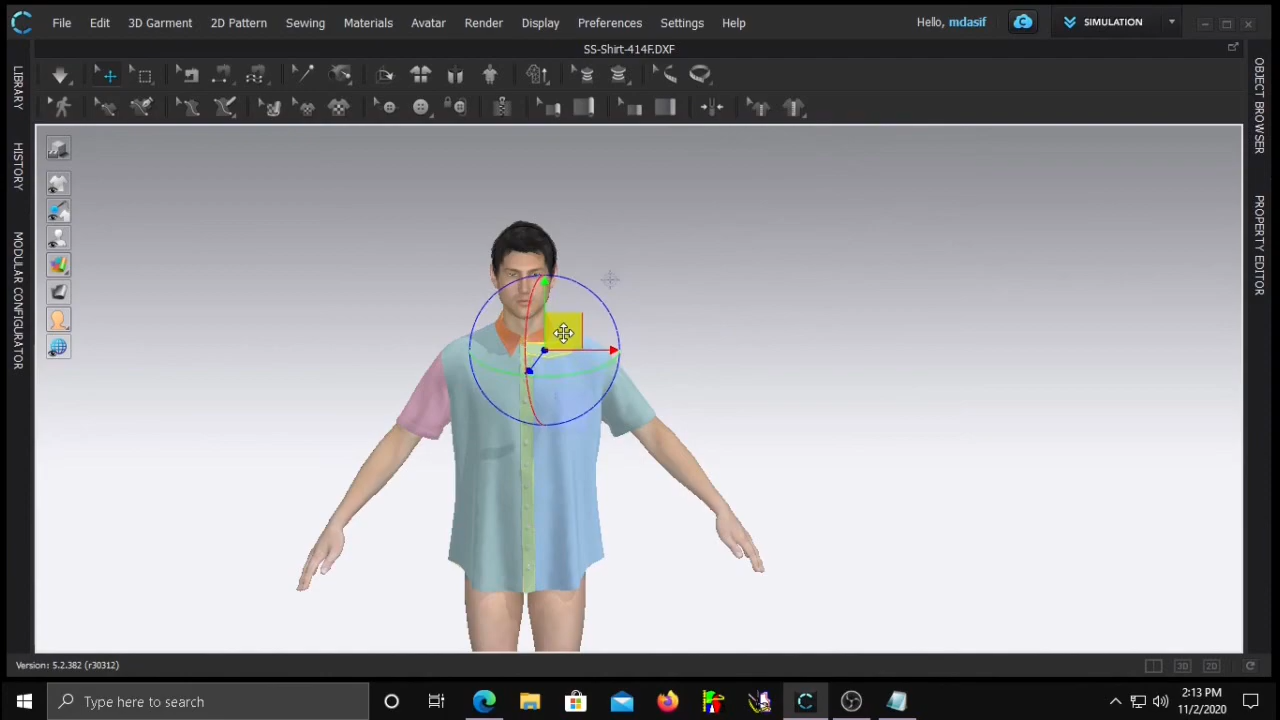 File Edit 3D Garment 2D Pattern Sewing Materials Avatar Render Display Preferences Settings Help Hello, mdasif SIMULATION
SS-Shirt-414F.DXF
LIBRARY
HISTORY
MODULAR CONFIGURATOR
OBJECT BROWSER
PROPERTY EDITOR
Version: 5.2.382 (r30312)
3D 2D
Type here to search
2:13 PM
11/2/2020